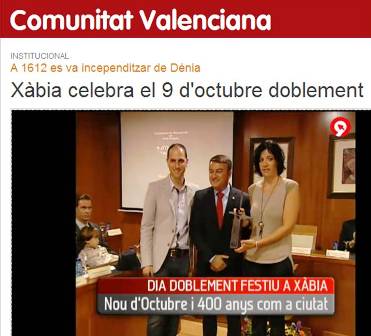 Comunitat Valenciana
INSTITUCIONAL
A 1612 es va incependitzar de Dénia
Xàbia celebra el 9 d'octubre doblement
9
DIA DOBLEMENT FESTIU A XÀBIA
Nou d'Octubre i 400 anys com a ciutat